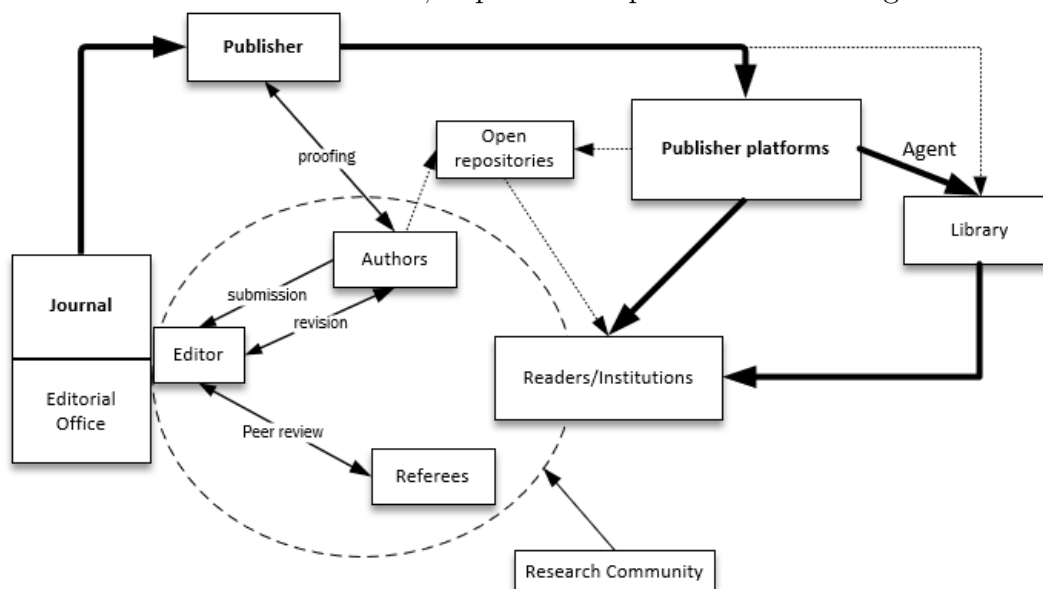 Publisher
Open
repositories
Publisher platforms
Agent
proofing
Library
Authors
submission
Journal
revision
Editor
Readers/Institutions
Editorial
Office
Peer review
Referees
Research Community